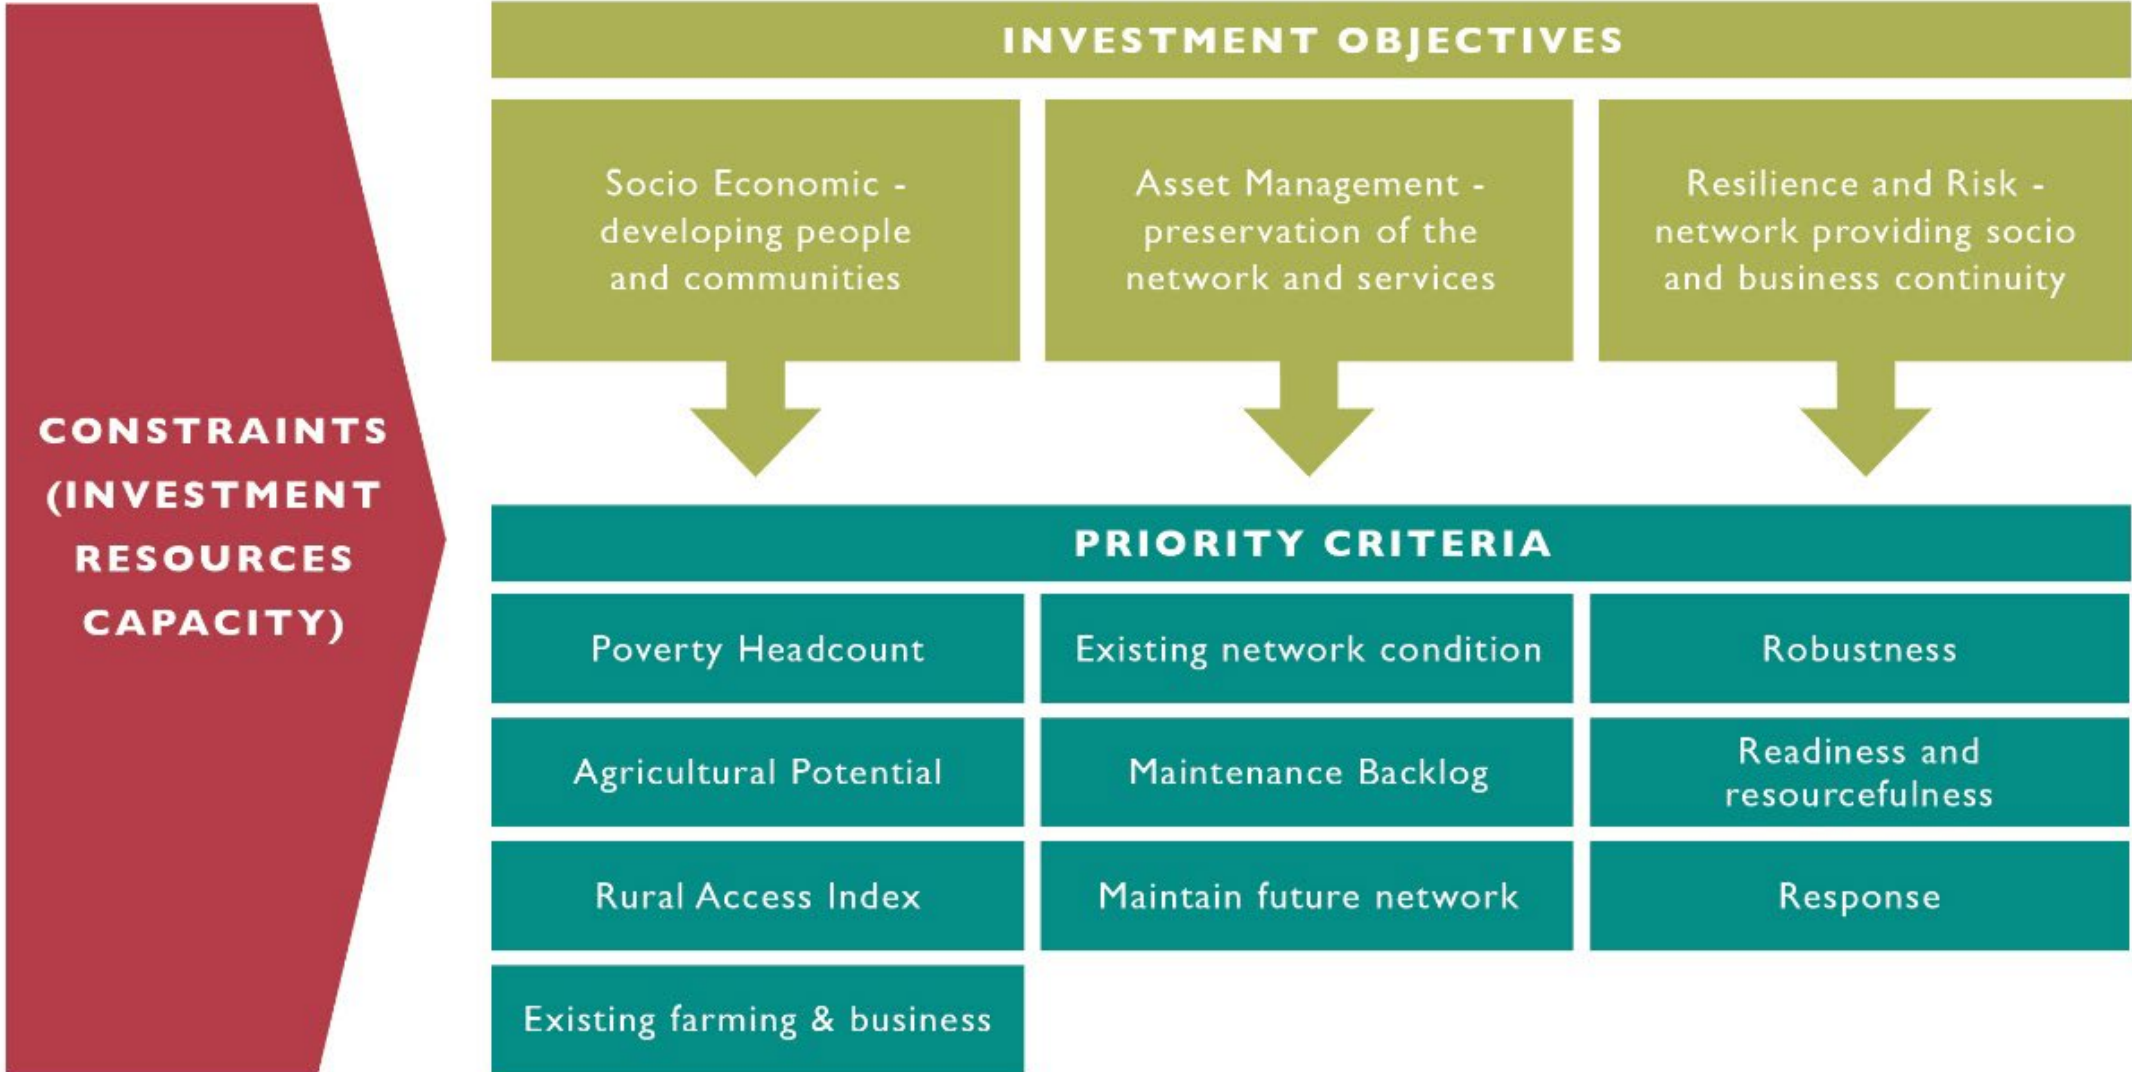 CONSTRAINTS
(INVESTMENT
RESOURCES
CAPACITY)
INVESTMENT OBJECTIVES
Socio Economic -
developing people
and communities
Asset Management -
preservation of the
network and services
Resilience and Risk -
network providing socio
and business continuity
PRIORITY CRITERIA
Poverty Headcount
Existing network condition
Robustness
Agricultural Potential
Maintenance Backlog
Readiness and
resourcefulness
Rural Access Index
Maintain future network
Response
Existing farming & business